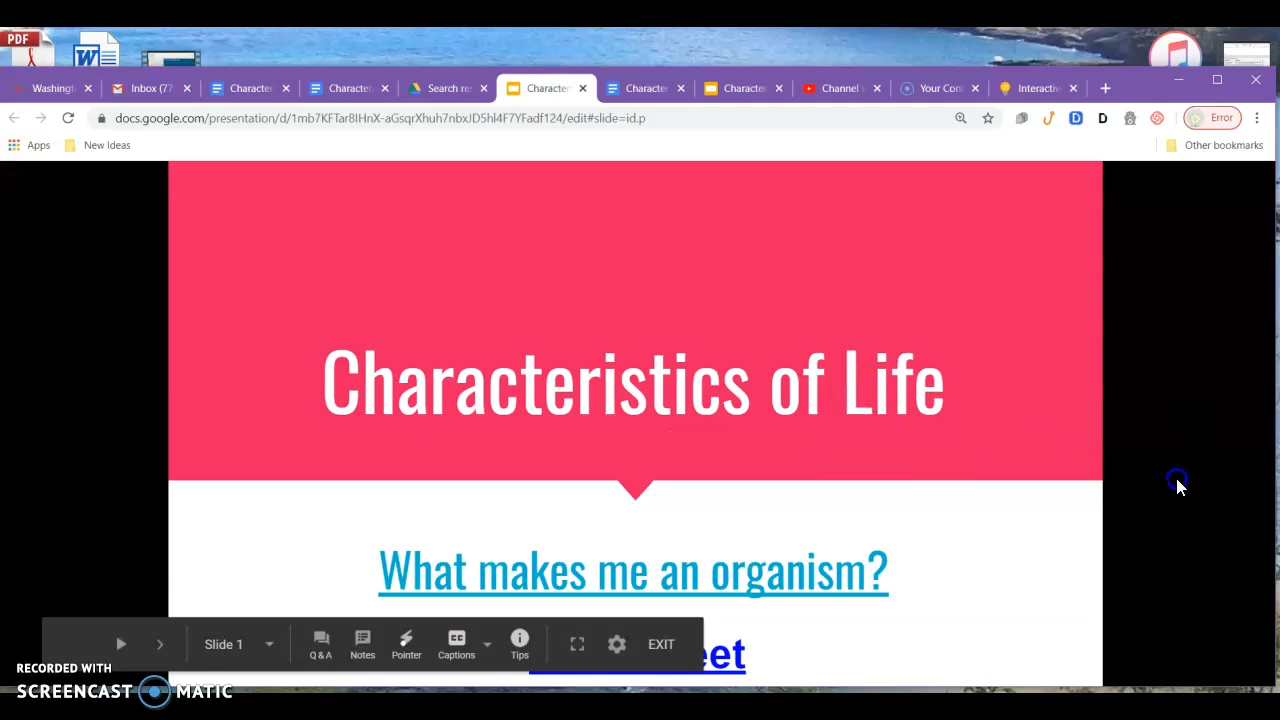 PDF
W
Washingt
Inbox (77
Character
Character
Search re
Character
Character
Character
Channel
Your Con
Interactiv
docs.google.com/presentation/d/1mb7KFTar8IHnX-aGsqrXhuh7nbxJD5hl4F7YFadf124/edit#slide=id.p
D
D
Error
Apps
New Ideas
Other bookmarks
Characteristics of Life
What makes me an organism?
eet
Slide 1
Q & A
Notes
Pointer
CC
Captions
Tips
EXIT
RECORDED WITH
SCREENCAST MATIC